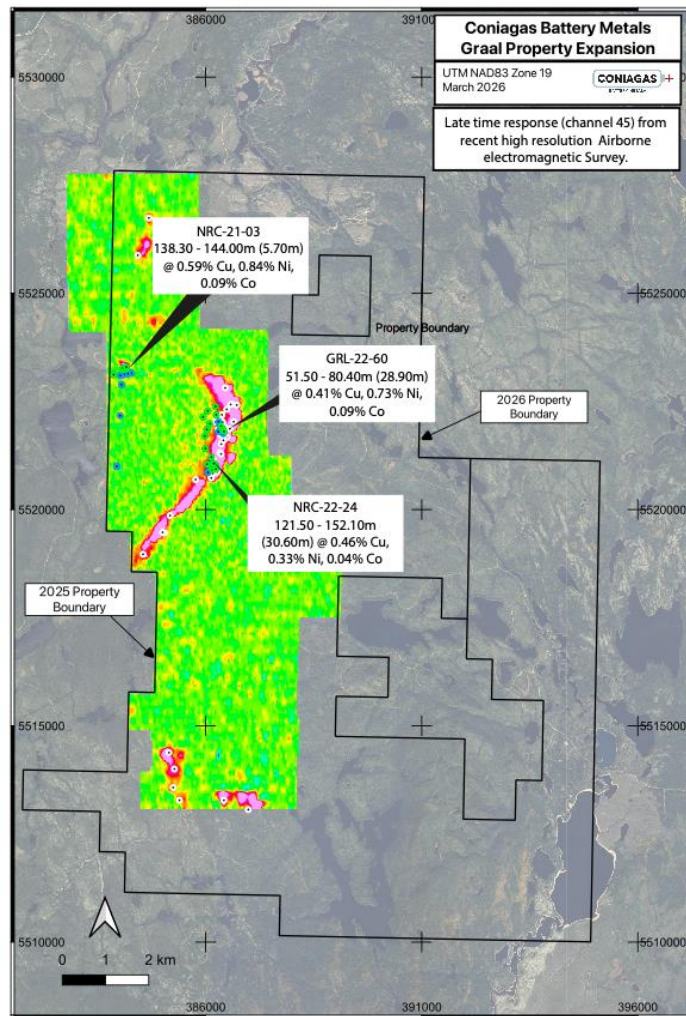 386000
391000
Coniagas Battery Metals
Graal Property Expansion
UTM NAD83 Zone 19
March 2026
CONIAGAS
Late time response (channel 45) from
recent high resolution Airborne
electromagnetic Survey.
5530000
NRC-21-03
138.30 - 144.00m (5.70m)
@ 0.59% Cu, 0.84% Ni,
0.09% Co
5525000
5525000
Property Boundary
GRL-22-60
51.50 - 80.40m (28.90m)
@ 0.41% Cu, 0.73% Ni,
0.09% Co
2026 Property
Boundary
5520000
5520000
NRC-22-24
121.50 - 152.10m
(30.60m) @ 0.46% Cu,
0.33% Ni, 0.04% Co
2025 Property
Boundary
5515000
5515000
5510000
5510000
0 1 2 km
386000
391000
396000